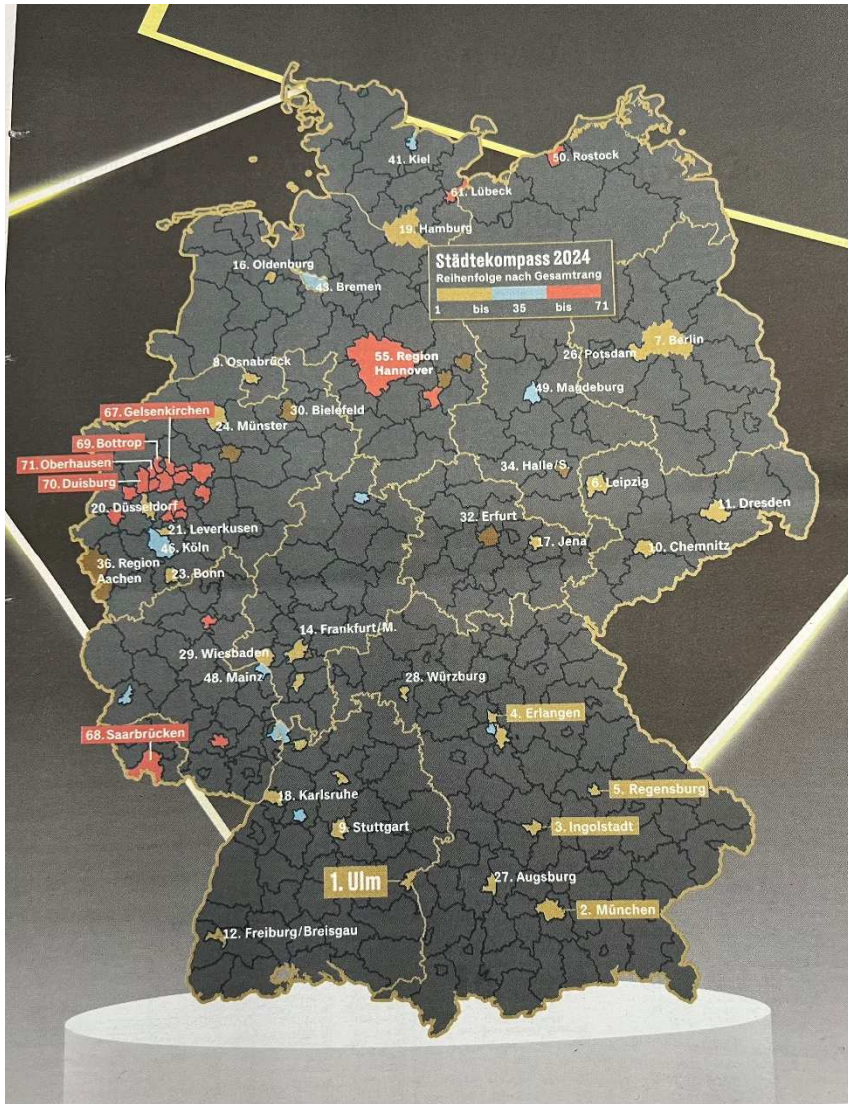 41. Kiel
50. Rostock
61. Lübeck
19. Hamburg
16. Oldenburg
43. Bremen
Städtekompass 2024
Reihenfolge nach Gesamtrang
1 bis 35 bis 71
7. Berlin
26. Potsdam
8. Osnabrück
55. Region
Hannover
49. Magdeburg
30. Bielefeld
67. Gelsenkirchen
24. Münster
69. Bottrop
71. Oberhausen
70. Duisburg
34. Halle/S.
6. Leipzig
20. Düsseldorf
11. Dresden
21. Leverkusen
32. Erfurt
46. Köln
17. Jena
10. Chemnitz
36. Region
Aachen
23. Bonn
14. Frankfurt/M.
29. Wiesbaden
48. Mainz
28. Würzburg
4. Erlangen
68. Saarbrücken
5. Regensburg
18. Karlsruhe
9. Stuttgart
3. Ingolstadt
1. Ulm
27. Augsburg
2. München
12. Freiburg/Breisgau